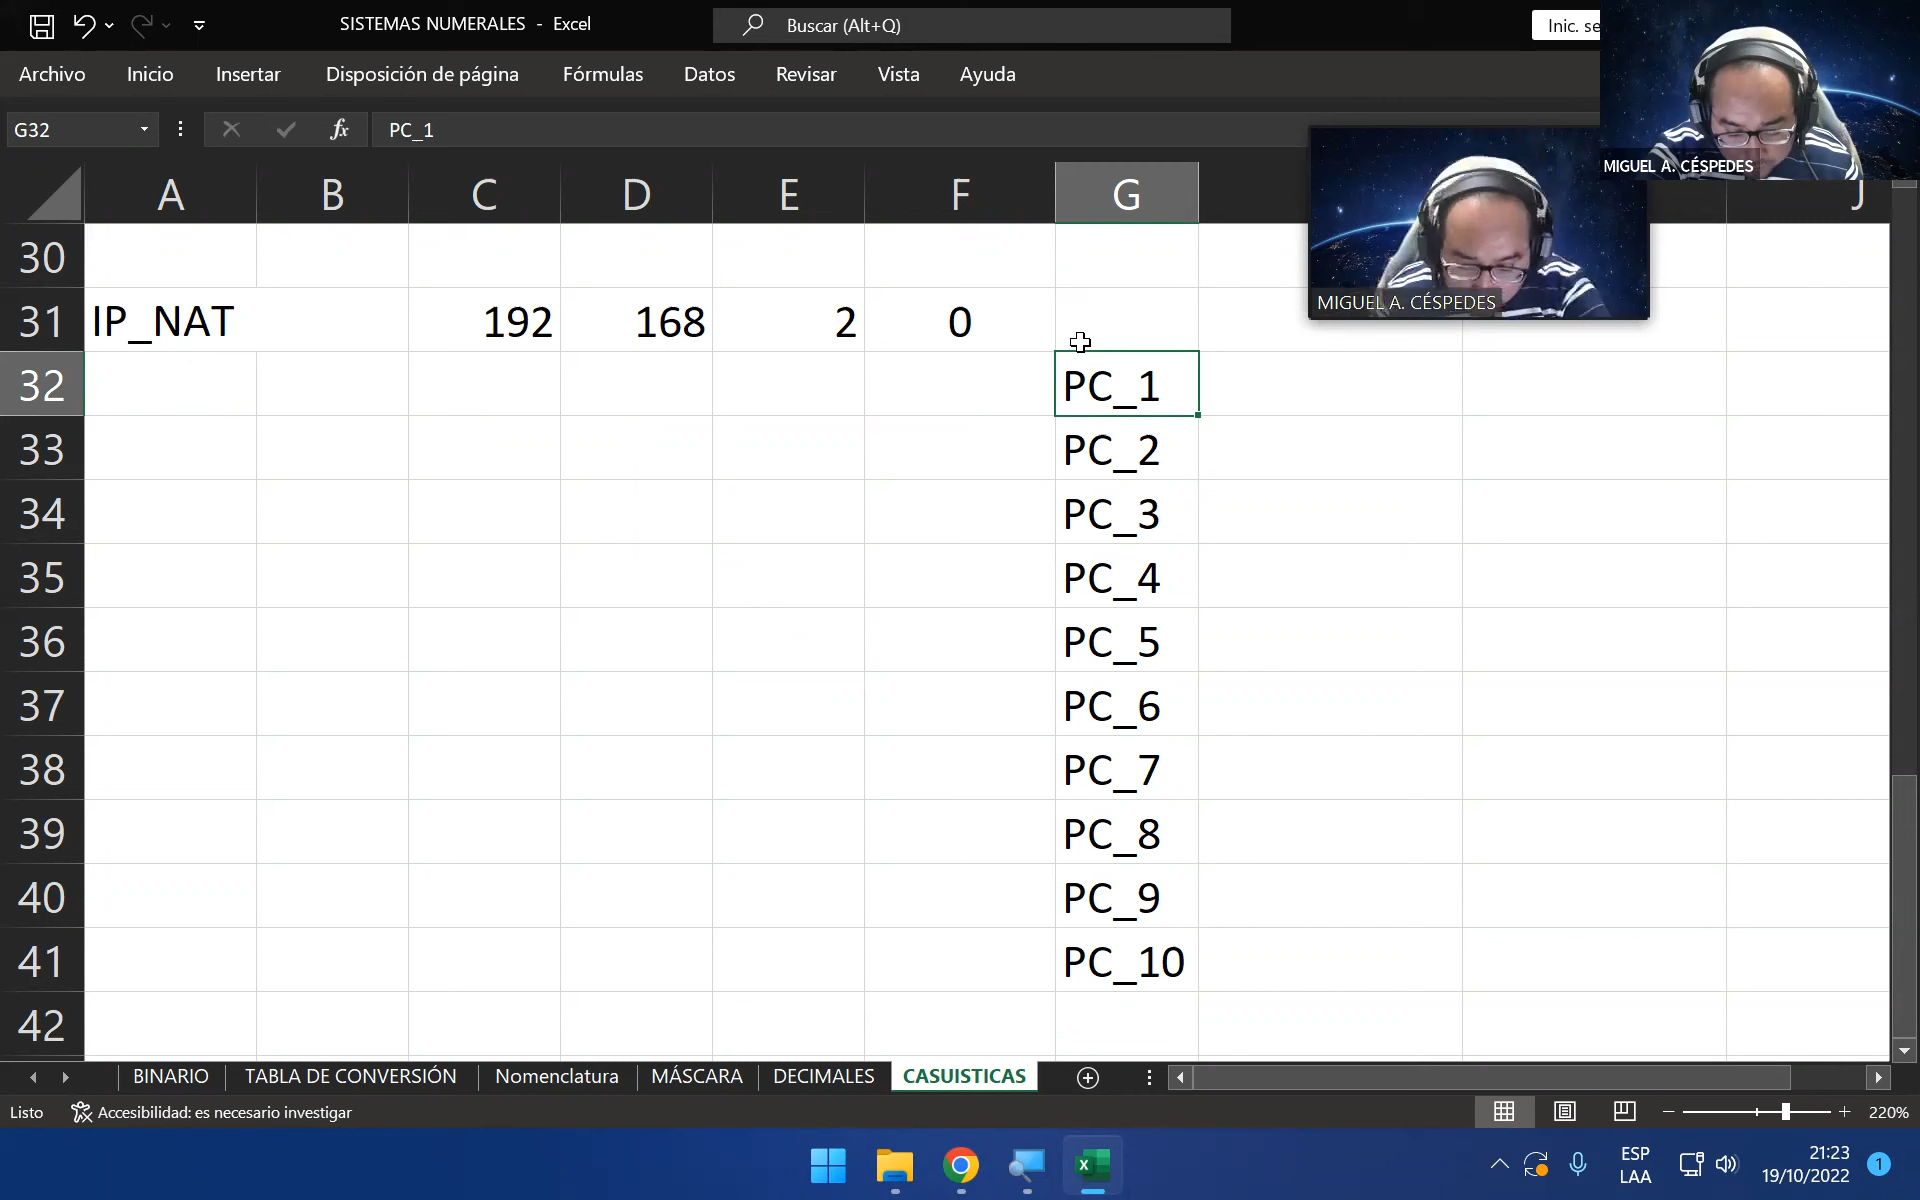 SISTEMAS NUMERALES - Excel
Buscar (Alt+Q)
Inic. se
Archivo Inicio Insertar Disposición de página Fórmulas Datos Revisar Vista Ayuda
G32 fx PC_1
MIGUEL A. CÉSPEDES
MIGUEL A. CÉSPEDES
A B C D E F G J
30
31 IP_NAT 192 168 2 0
32 PC_1
33 PC_2
34 PC_3
35 PC_4
36 PC_5
37 PC_6
38 PC_7
39 PC_8
40 PC_9
41 PC_10
42
BINARIO TABLA DE CONVERSIÓN Nomenclatura MÁSCARA DECIMALES CASUISTICAS
Listo Accesibilidad: es necesario investigar 220%
ESP
LAA
21:23
19/10/2022
1